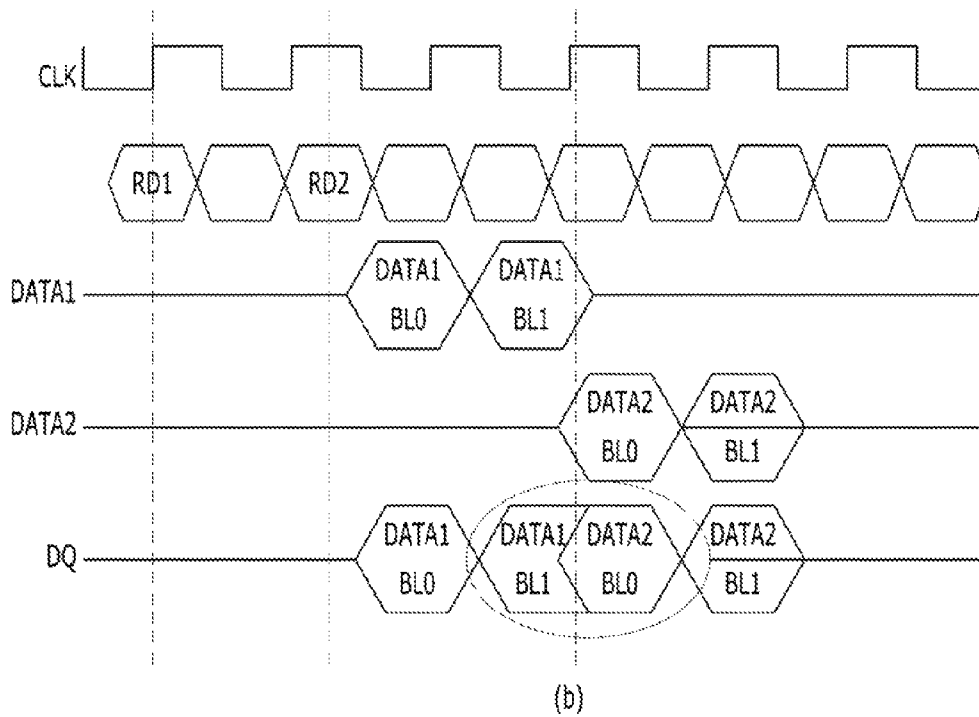 CLK
RD1 RD2
DATA1 DATA1 DATA1
BL0 BL1
DATA2 DATA2 DATA2
BL0 BL1
DQ DATA1 DATA1 DATA2 DATA2
BL0 BL1 BL0 BL1
(b)